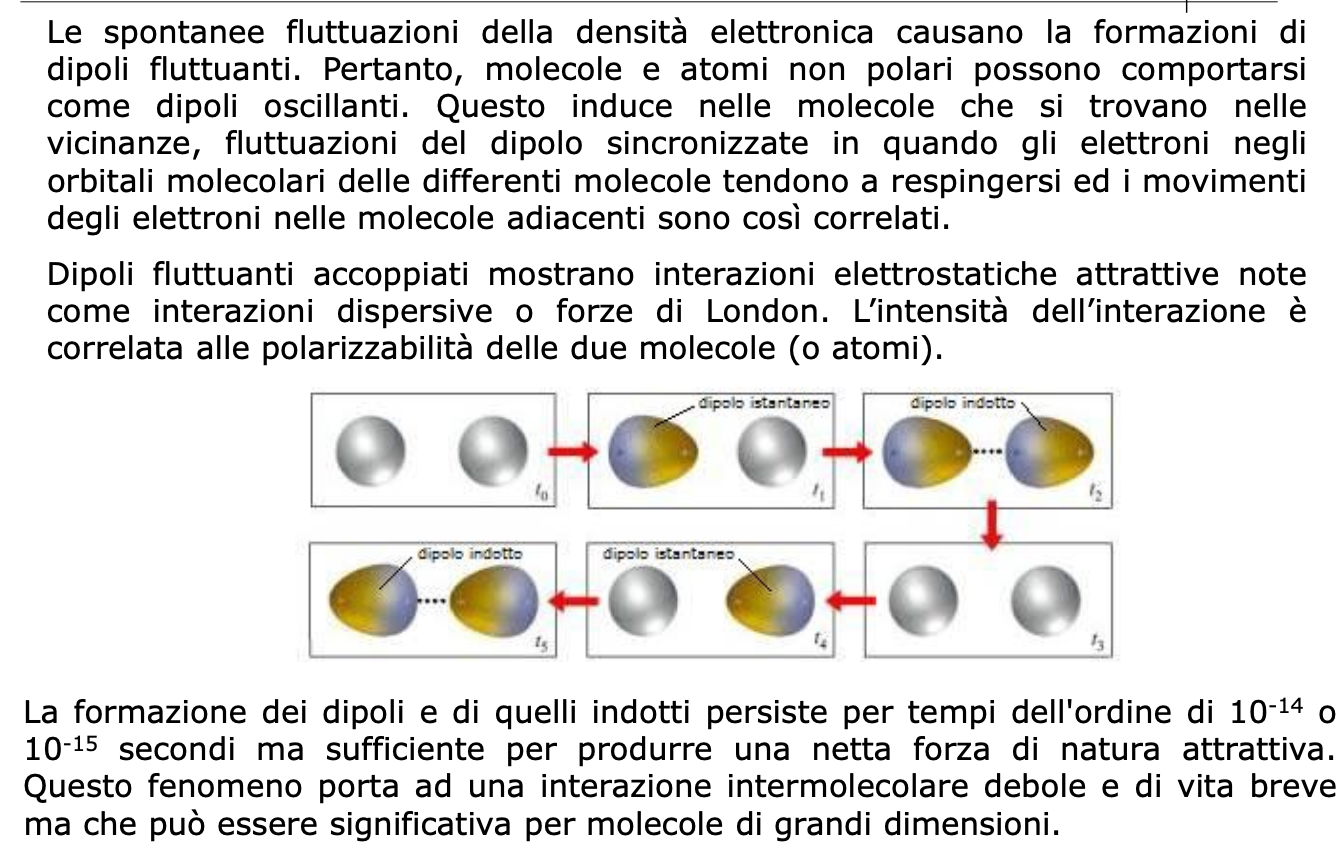 Le spontanee fluttuazioni della densità elettronica causano la formazioni di
dipoli fluttuanti. Pertanto, molecole e atomi non polari possono comportarsi
come dipoli oscillanti. Questo induce nelle molecole che si trovano nelle
vicinanze, fluttuazioni del dipolo sincronizzate in quando gli elettroni negli
orbitali molecolari delle differenti molecole tendono a respingersi ed i movimenti
degli elettroni nelle molecole adiacenti sono così correlati.
Dipoli fluttuanti accoppiati mostrano interazioni elettrostatiche attrattive note
come interazioni dispersive o forze di London. L’intensità dell’interazione è
correlata alle polarizzabilità delle due molecole (o atomi).
t₀
dipolo istantaneo
t₁
dipolo indotto
t₂
dipolo indotto
t₅
dipolo istantaneo
t₄
t₃
La formazione dei dipoli e di quelli indotti persiste per tempi dell'ordine di 10⁻¹⁴ o
10⁻¹⁵ secondi ma sufficiente per produrre una netta forza di natura attrattiva.
Questo fenomeno porta ad una interazione intermolecolare debole e di vita breve
ma che può essere significativa per molecole di grandi dimensioni.